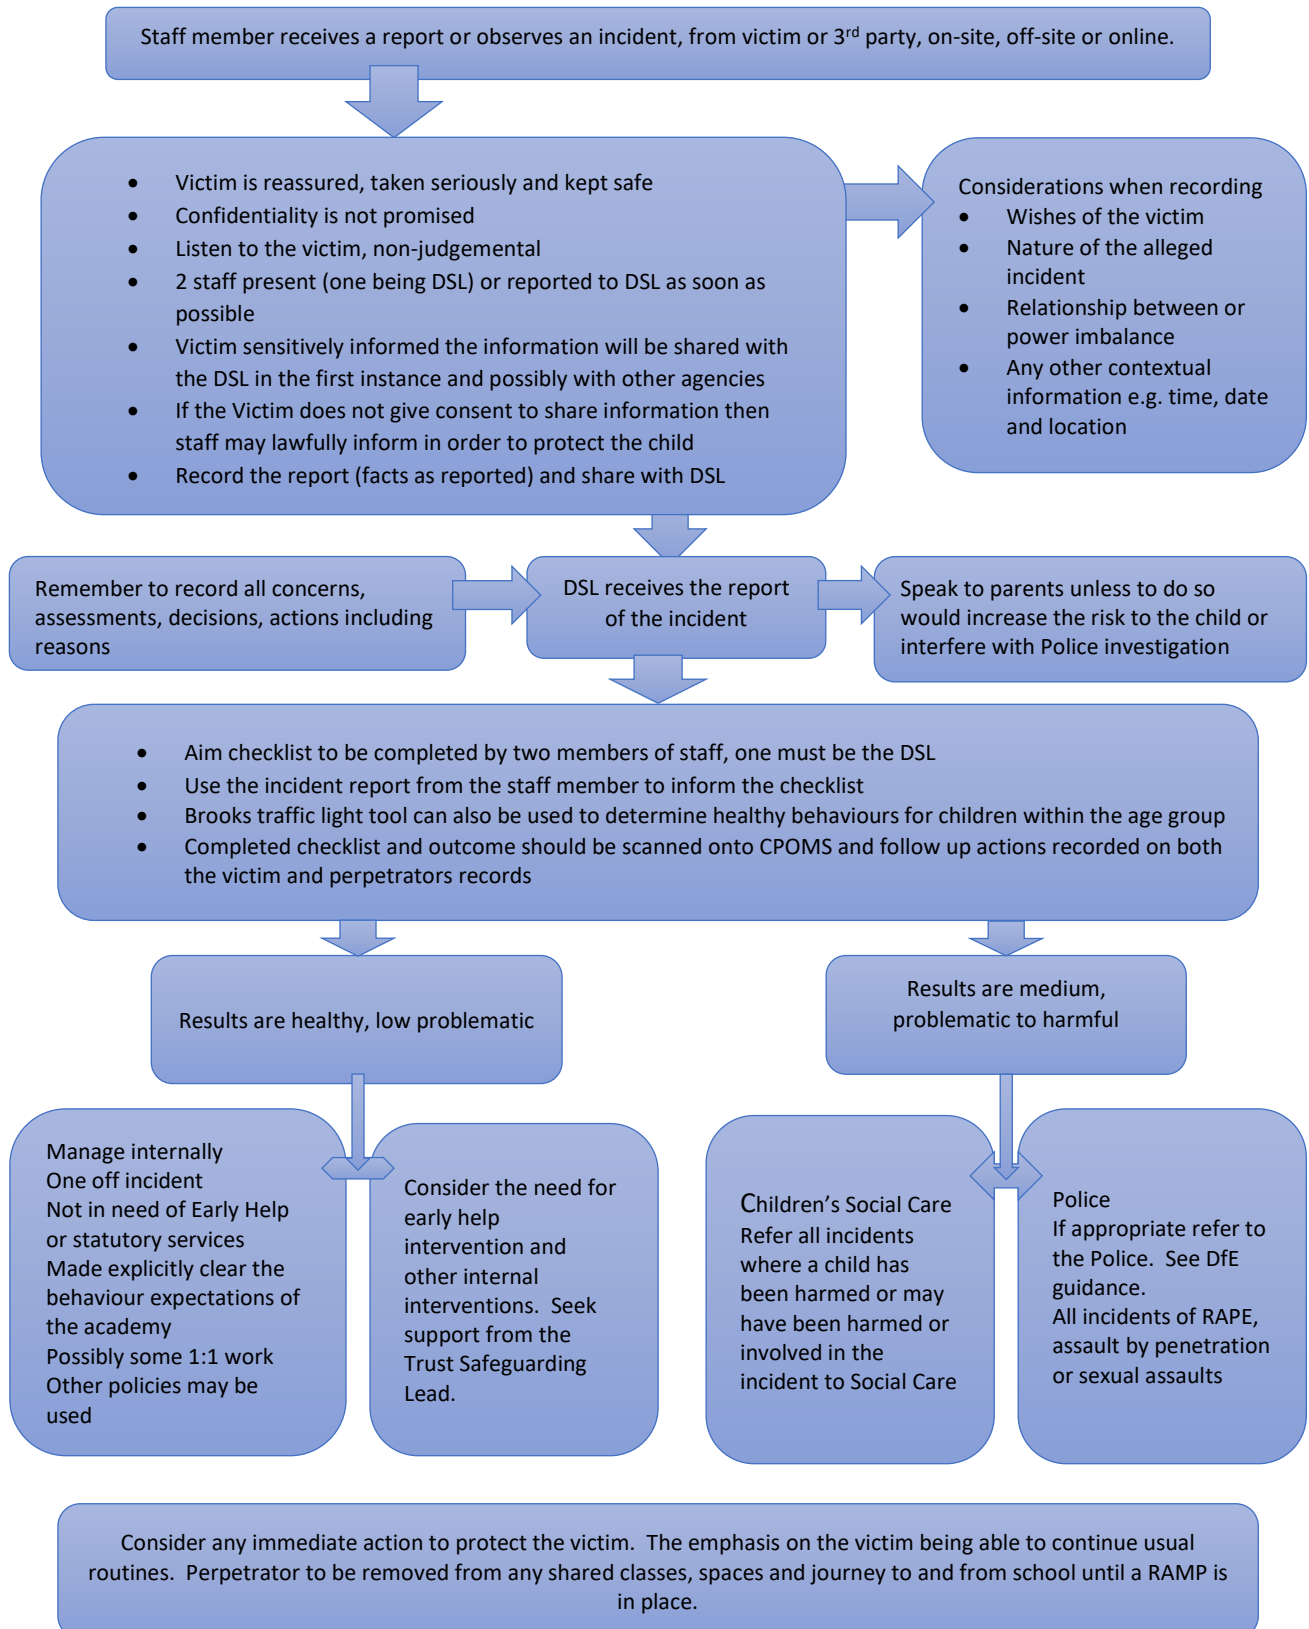 Staff member receives a report or observes an incident, from victim or 3rd party, on-site, off-site or online.
• Victim is reassured, taken seriously and kept safe
• Confidentiality is not promised
• Listen to the victim, non-judgemental
• 2 staff present (one being DSL) or reported to DSL as soon as
possible
• Victim sensitively informed the information will be shared with
the DSL in the first instance and possibly with other agencies
• If the Victim does not give consent to share information then
staff may lawfully inform in order to protect the child
• Record the report (facts as reported) and share with DSL
Considerations when recording
• Wishes of the victim
• Nature of the alleged
incident
• Relationship between or
power imbalance
• Any other contextual
information e.g. time, date
and location
Remember to record all concerns,
assessments, decisions, actions including
reasons
DSL receives the report
of the incident
Speak to parents unless to do so
would increase the risk to the child or
interfere with Police investigation
• Aim checklist to be completed by two members of staff, one must be the DSL
• Use the incident report from the staff member to inform the checklist
• Brooks traffic light tool can also be used to determine healthy behaviours for children within the age group
• Completed checklist and outcome should be scanned onto CPOMS and follow up actions recorded on both
the victim and perpetrators records
Results are healthy, low problematic
Results are medium,
problematic to harmful
Manage internally
One off incident
Not in need of Early Help
or statutory services
Made explicitly clear the
behaviour expectations of
the academy
Possibly some 1:1 work
Other policies may be
used
Consider the need for
early help
intervention and
other internal
interventions.  Seek
support from the
Trust Safeguarding
Lead.
Children's Social Care
Refer all incidents
where a child has
been harmed or may
have been harmed or
involved in the
incident to Social Care
Police
If appropriate refer to
the Police.  See DfE
guidance.
All incidents of RAPE,
assault by penetration
or sexual assaults
Consider any immediate action to protect the victim.  The emphasis on the victim being able to continue usual
routines.  Perpetrator to be removed from any shared classes, spaces and journey to and from school until a RAMP is
in place.